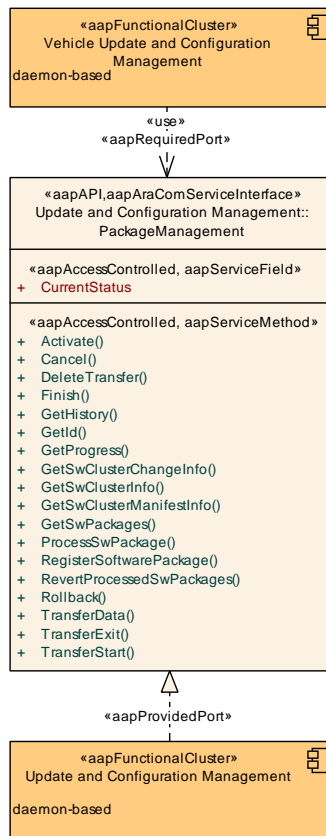 «aapFunctionalCluster»
Vehicle Update and Configuration
Management
daemon-based
«use»
«aapRequiredPort»
«aapAPI,aapAraComServiceInterface»
Update and Configuration Management::
PackageManagement
«aapAccessControlled, aapServiceField»
+ CurrentStatus
«aapAccessControlled, aapServiceMethod»
+ Activate()
+ Cancel()
+ DeleteTransfer()
+ Finish()
+ GetHistory()
+ GetId()
+ GetProgress()
+ GetSwClusterChangeInfo()
+ GetSwClusterInfo()
+ GetSwClusterManifestInfo()
+ GetSwPackages()
+ ProcessSwPackage()
+ RegisterSoftwarePackage()
+ RevertProcessedSwPackages()
+ Rollback()
+ TransferData()
+ TransferExit()
+ TransferStart()
«aapProvidedPort»
«aapFunctionalCluster»
Update and Configuration Management
daemon-based